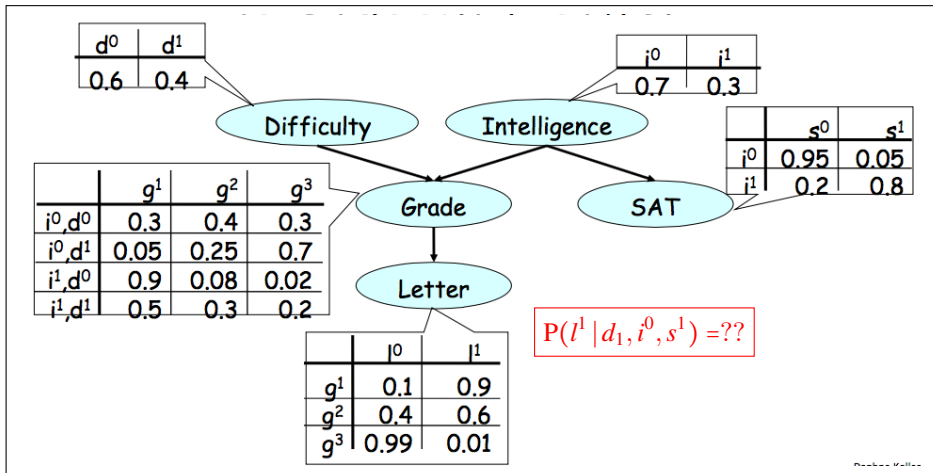 d⁰ d¹
0.6 0.4
i⁰ i¹
0.7 0.3
Difficulty
Intelligence
s⁰ s¹
i⁰ 0.95 0.05
i¹ 0.2 0.8
g¹ g² g³
i⁰,d⁰ 0.3 0.4 0.3
i⁰,d¹ 0.05 0.25 0.7
i¹,d⁰ 0.9 0.08 0.02
i¹,d¹ 0.5 0.3 0.2
Grade
SAT
Letter
P(l¹ | d₁, i⁰, s¹) =??
l⁰ l¹
g¹ 0.1 0.9
g² 0.4 0.6
g³ 0.99 0.01